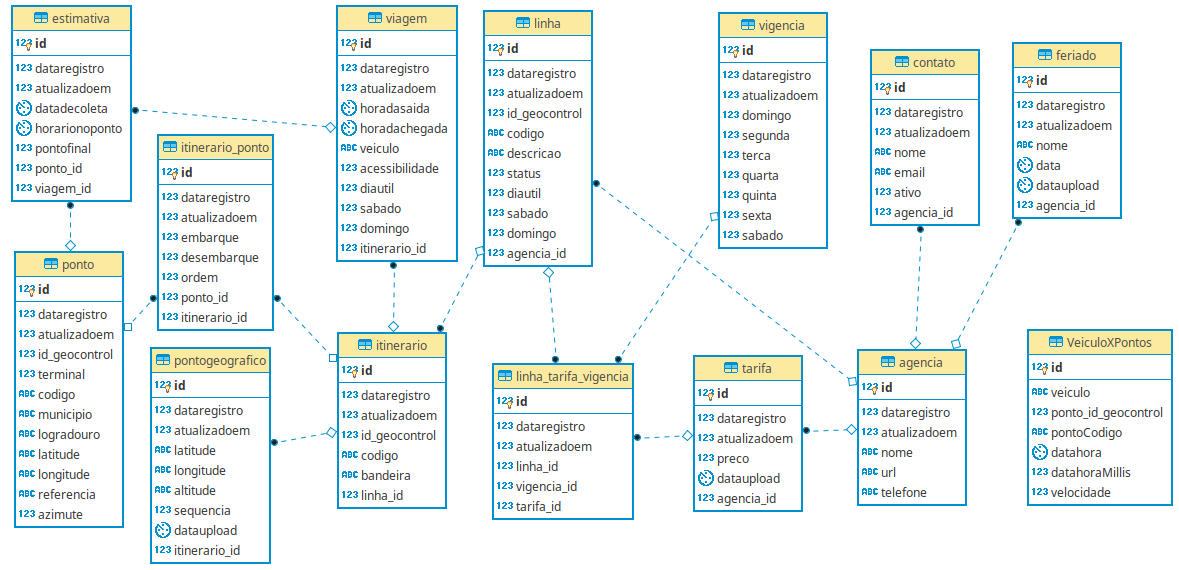 estimativa
123 id
123 dataregistro
123 atualizadoem
datadecoleta
horarionoponto
123 pontofinal
123 ponto_id
123 viagem_id
viagem
123 id
123 dataregistro
123 atualizadoem
horadasaida
horadachegada
ABC veiculo
123 acessibilidade
123 diautil
123 sabado
123 domingo
123 itinerario_id
linha
123 id
123 dataregistro
123 atualizadoem
123 id_geocontrol
ABC codigo
ABC descricao
123 status
123 diautil
123 sabado
123 domingo
123 agencia_id
vigencia
123 id
123 dataregistro
123 atualizadoem
123 domingo
123 segunda
123 terca
123 quarta
123 quinta
123 sexta
123 sabado
contato
123 id
123 dataregistro
123 atualizadoem
ABC nome
ABC email
123 ativo
123 agencia_id
feriado
123 id
123 dataregistro
123 atualizadoem
ABC nome
data
dataupload
123 agencia_id
itinerario_ponto
123 id
123 dataregistro
123 atualizadoem
123 embarque
123 desembarque
123 ordem
123 ponto_id
123 itinerario_id
ponto
123 id
123 dataregistro
123 atualizadoem
123 id_geocontrol
123 terminal
ABC codigo
ABC municipio
ABC logradouro
ABC latitude
ABC longitude
ABC referencia
123 azimute
pontogeografico
123 id
123 dataregistro
123 atualizadoem
ABC latitude
ABC longitude
ABC altitude
123 sequencia
dataupload
123 itinerario_id
itinerario
123 id
123 dataregistro
123 atualizadoem
123 id_geocontrol
ABC codigo
ABC bandeira
123 linha_id
linha_tarifa_vigencia
123 id
123 dataregistro
123 atualizadoem
123 linha_id
123 vigencia_id
123 tarifa_id
tarifa
123 id
123 dataregistro
123 atualizadoem
123 preco
dataupload
123 agencia_id
agencia
123 id
123 dataregistro
123 atualizadoem
ABC nome
ABC url
ABC telefone
VeiculoXPontos
123 id
ABC veiculo
123 ponto_id_geocontrol
ABC pontoCodigo
datahora
123 datahoraMillis
123 velocidade